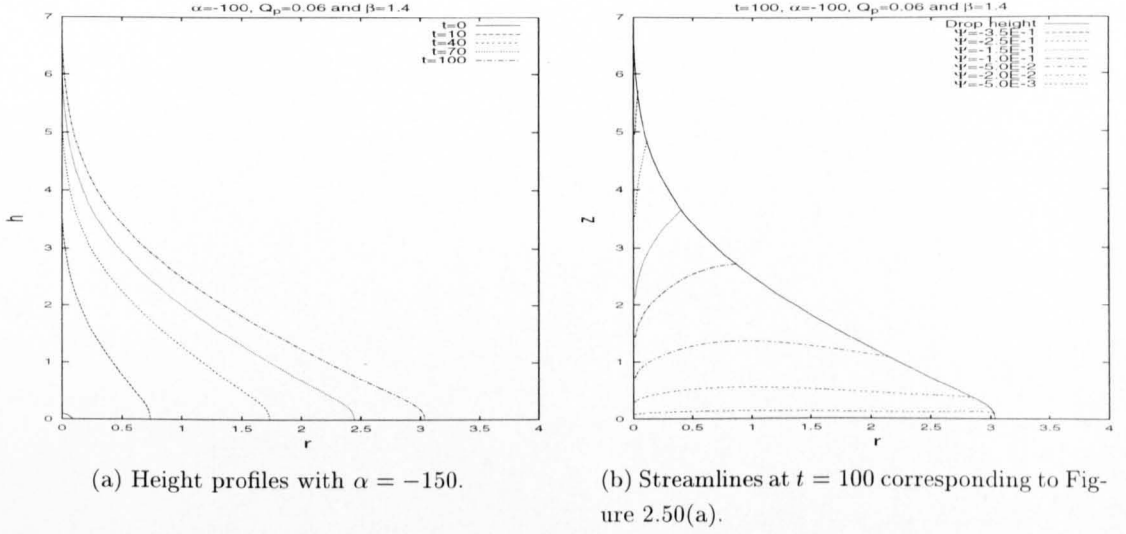 α=-100, Q_p=0.06 and β=1.4
t=0
t=10
t=40
t=70
t=100
7
6
5
4
3
2
1
0
h
0 0.5 1 1.5 2 2.5 3 3.5 4
r
(a) Height profiles with α = −150.
t=100, α=-100, Q_p=0.06 and β=1.4
Drop height
Ψ=-3.5E-1
Ψ=-2.5E-1
Ψ=-1.5E-1
Ψ=-1.0E-1
Ψ=-5.0E-2
Ψ=-2.0E-2
Ψ=-5.0E-3
7
6
5
4
3
2
1
0
z
0 0.5 1 1.5 2 2.5 3 3.5 4
r
(b) Streamlines at t = 100 corresponding to Fig-
ure 2.50(a).